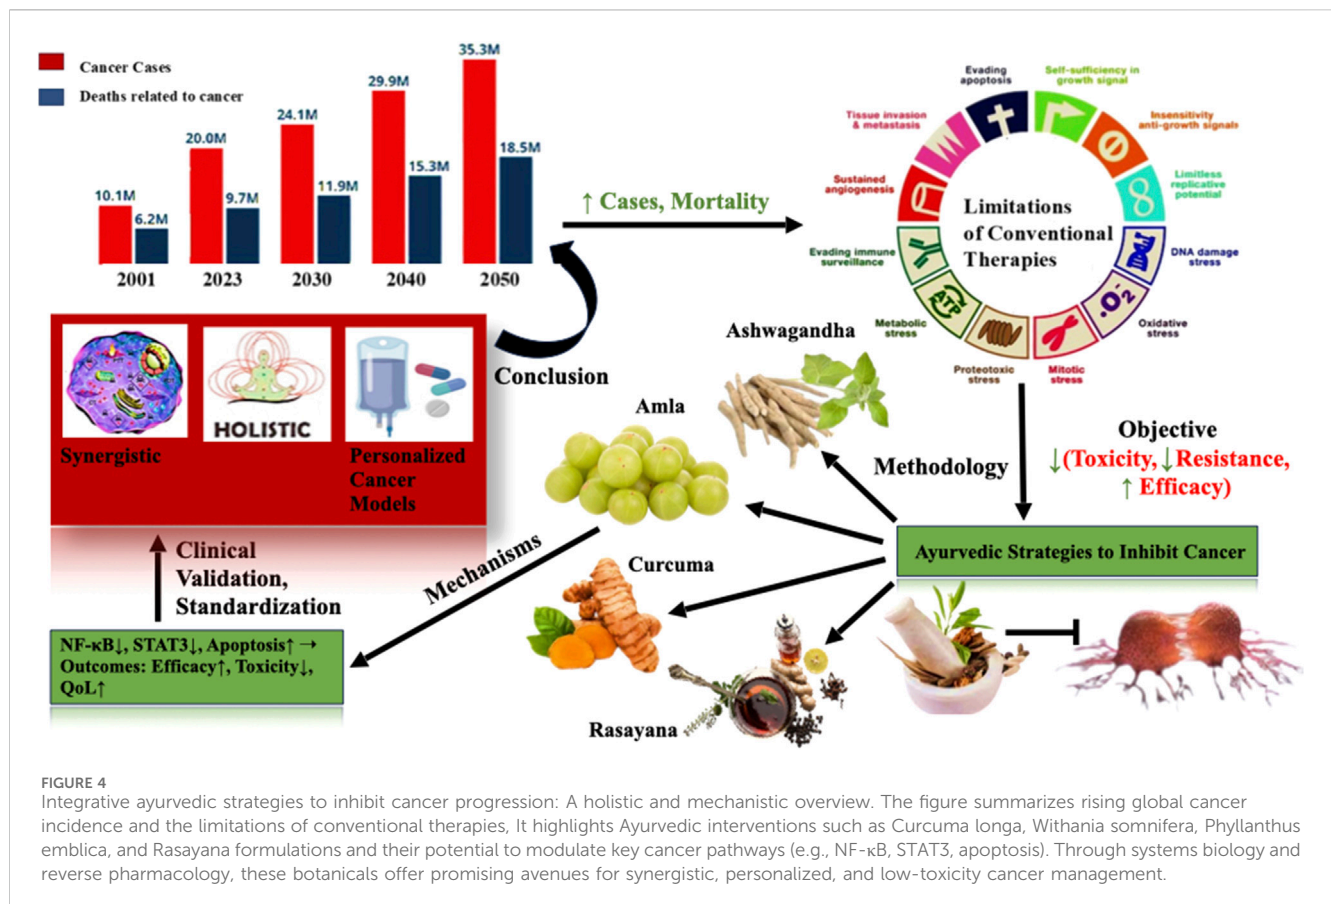 Cancer Cases
Deaths related to cancer
10.1M
6.2M
20.0M
9.7M
24.1M
11.9M
29.9M
15.3M
35.3M
18.5M
2001
2023
2030
2040
2050
↑ Cases, Mortality
Evading
apoptosis
Self-sufficiency in
growth signal
Insensitivity
anti-growth signals
Limitless
replicative
potential
DNA damage
stress
Oxidative
stress
Mitotic
stress
Proteotoxic
stress
Metabolic
stress
Evading immune
surveillance
Sustained
angiogenesis
Tissue invasion
& metastasis
ATP
O2-
Limitations
of Conventional
Therapies
Objective
↓(Toxicity, ↓Resistance,
↑ Efficacy)
Methodology
Ayurvedic Strategies to Inhibit Cancer
Ashwagandha
Amla
Curcuma
Rasayana
Mechanisms
NF-κB↓, STAT3↓, Apoptosis↑ →
Outcomes: Efficacy↑, Toxicity↓,
QoL↑
Clinical
Validation,
Standardization
Synergistic
HOLISTIC
Personalized
Cancer
Models
Conclusion
FIGURE 4
Integrative ayurvedic strategies to inhibit cancer progression: A holistic and mechanistic overview. The figure summarizes rising global cancer
incidence and the limitations of conventional therapies, It highlights Ayurvedic interventions such as Curcuma longa, Withania somnifera, Phyllanthus
emblica, and Rasayana formulations and their potential to modulate key cancer pathways (e.g., NF-κB, STAT3, apoptosis). Through systems biology and
reverse pharmacology, these botanicals offer promising avenues for synergistic, personalized, and low-toxicity cancer management.